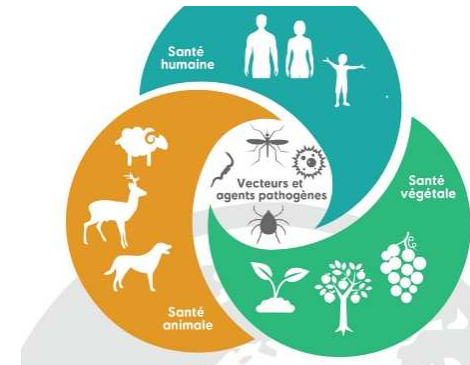 Santé
humaine
Vecteurs et
agents pathogènes
Santé
végétale
Santé
animale